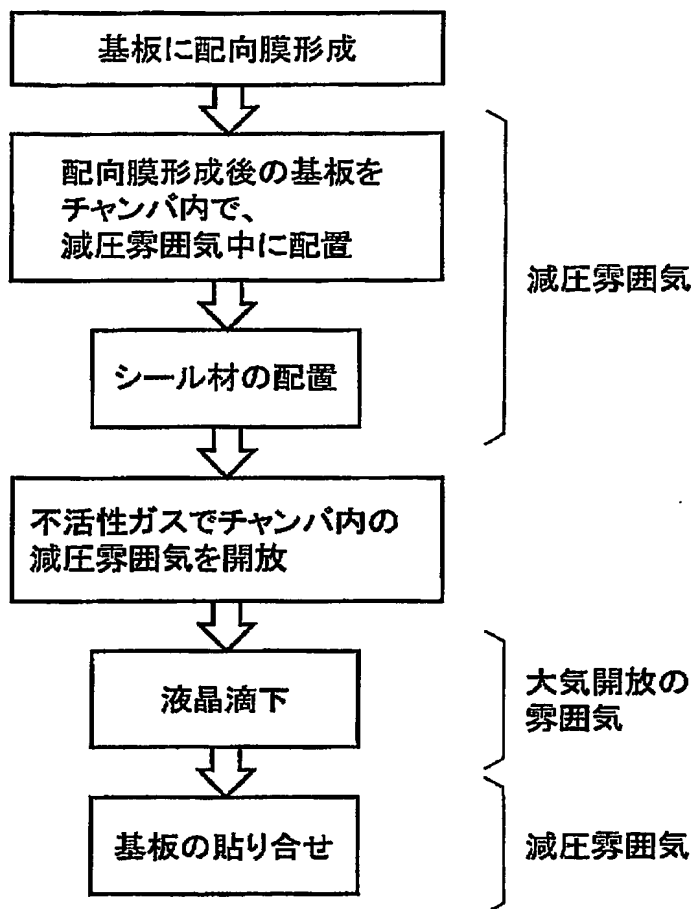 基板に配向膜形成
配向膜形成後の基板を
チャンバ内で、
減圧雰囲気中に配置
減圧雰囲気
シール材の配置
不活性ガスでチャンバ内の
減圧雰囲気を開放
液晶滴下
大気開放の
雰囲気
基板の貼り合せ
減圧雰囲気